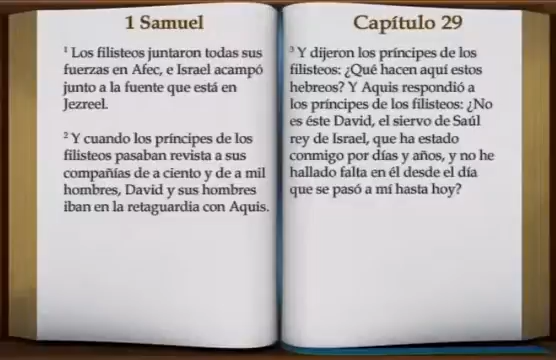 1 Samuel
¹ Los filisteos juntaron todas sus
fuerzas en Afec, e Israel acampó
junto a la fuente que está en
Jezreel.
² Y cuando los príncipes de los
filisteos pasaban revista a sus
compañías de a ciento y de a mil
hombres, David y sus hombres
iban en la retaguardia con Aquis.
Capítulo 29
³ Y dijeron los príncipes de los
filisteos: ¿Qué hacen aquí estos
hebreos? Y Aquis respondió a
los príncipes de los filisteos: ¿No
es éste David, el siervo de Saúl
rey de Israel, que ha estado
conmigo por días y años, y no he
hallado falta en él desde el día
que se pasó a mí hasta hoy?